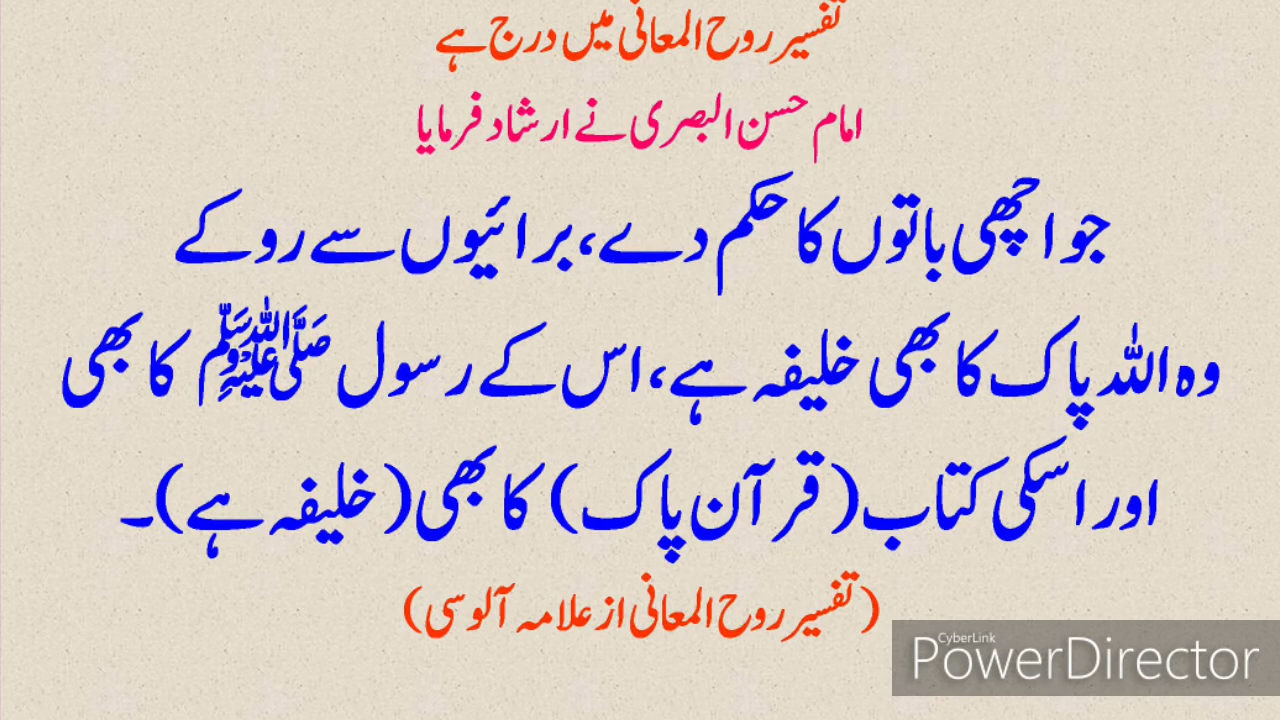 تفسیر روح المعانی میں درج ہے
امام حسن البصری نے ارشاد فرمایا
جو اچھی باتوں کا حکم دے، برائیوں سے روکے
وہ اللہ پاک کا بھی خلیفہ ہے، اس کے رسول ﷺ کا بھی
اور اسکی کتاب (قرآن پاک) کا بھی (خلیفہ ہے)۔
(تفسیر روح المعانی از علامہ آلوسی)
CyberLink
PowerDirector